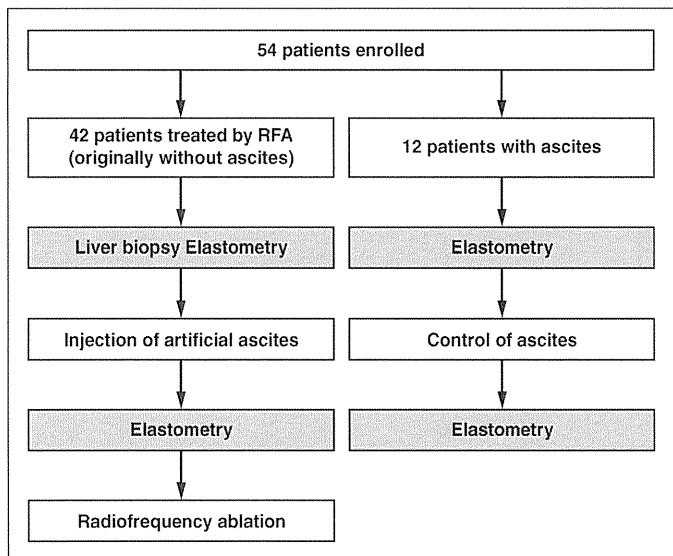 54 patients enrolled
42 patients treated by RFA
(originally without ascites)
12 patients with ascites
Liver biopsy Elastometry
Elastometry
Injection of artificial ascites
Control of ascites
Elastometry
Elastometry
Radiofrequency ablation